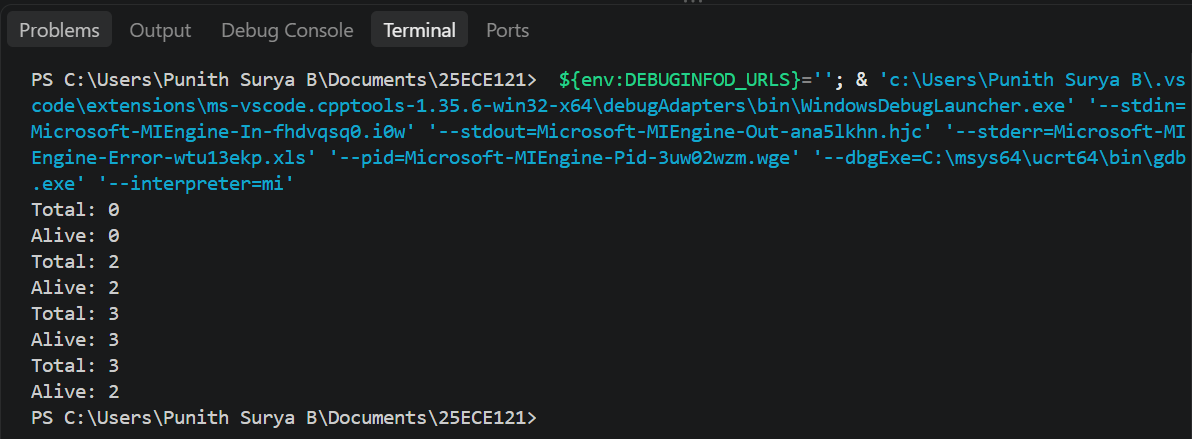 Problems Output Debug Console Terminal Ports
PS C:\Users\Punith Surya B\Documents\25ECE121>  ${env:DEBUGINFOD_URLS}=''; & 'c:\Users\Punith Surya B\.vs
code\extensions\ms-vscode.cpptools-1.35.6-win32-x64\debugAdapters\bin\WindowsDebugLauncher.exe' '--stdin=
Microsoft-MIEngine-In-fhdvqsq0.i0w' '--stdout=Microsoft-MIEngine-Out-ana5lkhn.hjc' '--stderr=Microsoft-MI
Engine-Error-wtu13ekp.xls' '--pid=Microsoft-MIEngine-Pid-3uw02wzm.wge' '--dbgExe=C:\msys64\ucrt64\bin\gdb
.exe' '--interpreter=mi'
Total: 0
Alive: 0
Total: 2
Alive: 2
Total: 3
Alive: 3
Total: 3
Alive: 2
PS C:\Users\Punith Surya B\Documents\25ECE121>